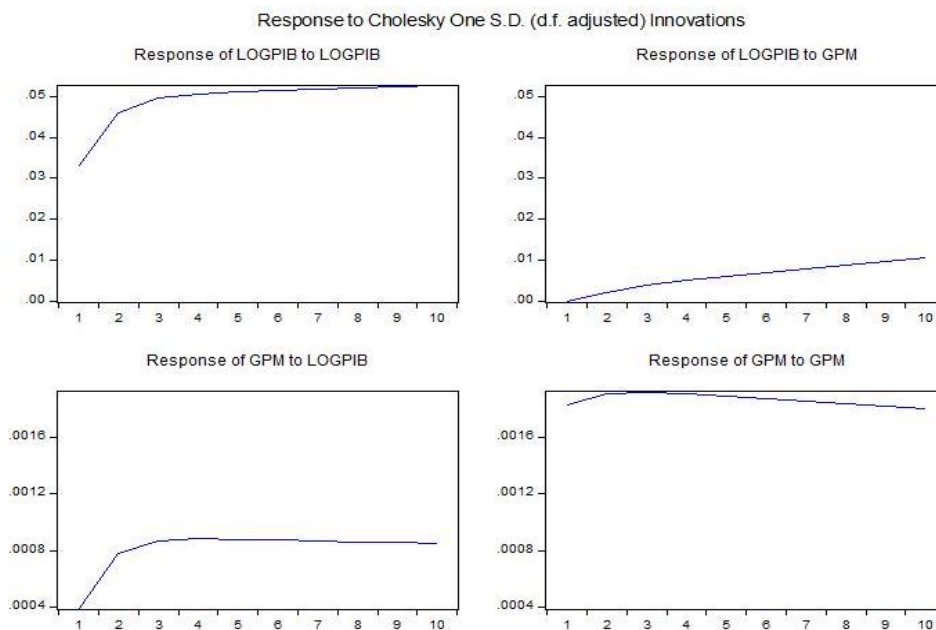 Response to Cholesky One S.D. (d.f. adjusted) Innovations
Response of LOGPIB to LOGPIB
.05
.04
.03
.02
.01
.00
1 2 3 4 5 6 7 8 9 10
Response of LOGPIB to GPM
.05
.04
.03
.02
.01
.00
1 2 3 4 5 6 7 8 9 10
Response of GPM to LOGPIB
.0016
.0012
.0008
.0004
1 2 3 4 5 6 7 8 9 10
Response of GPM to GPM
.0016
.0012
.0008
.0004
1 2 3 4 5 6 7 8 9 10